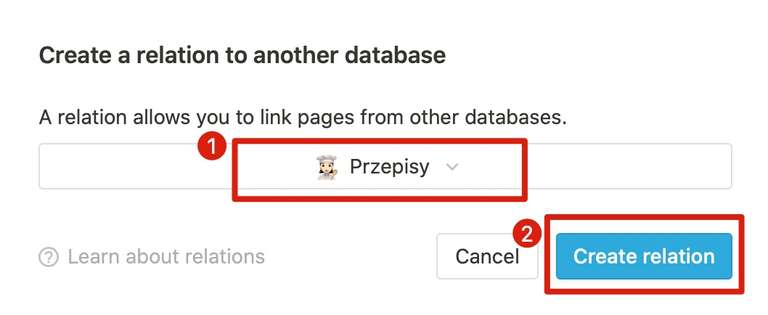 Create a relation to another database
A relation allows you to link pages from other databases.
1
Przepisy
2
Learn about relations
Cancel
Create relation